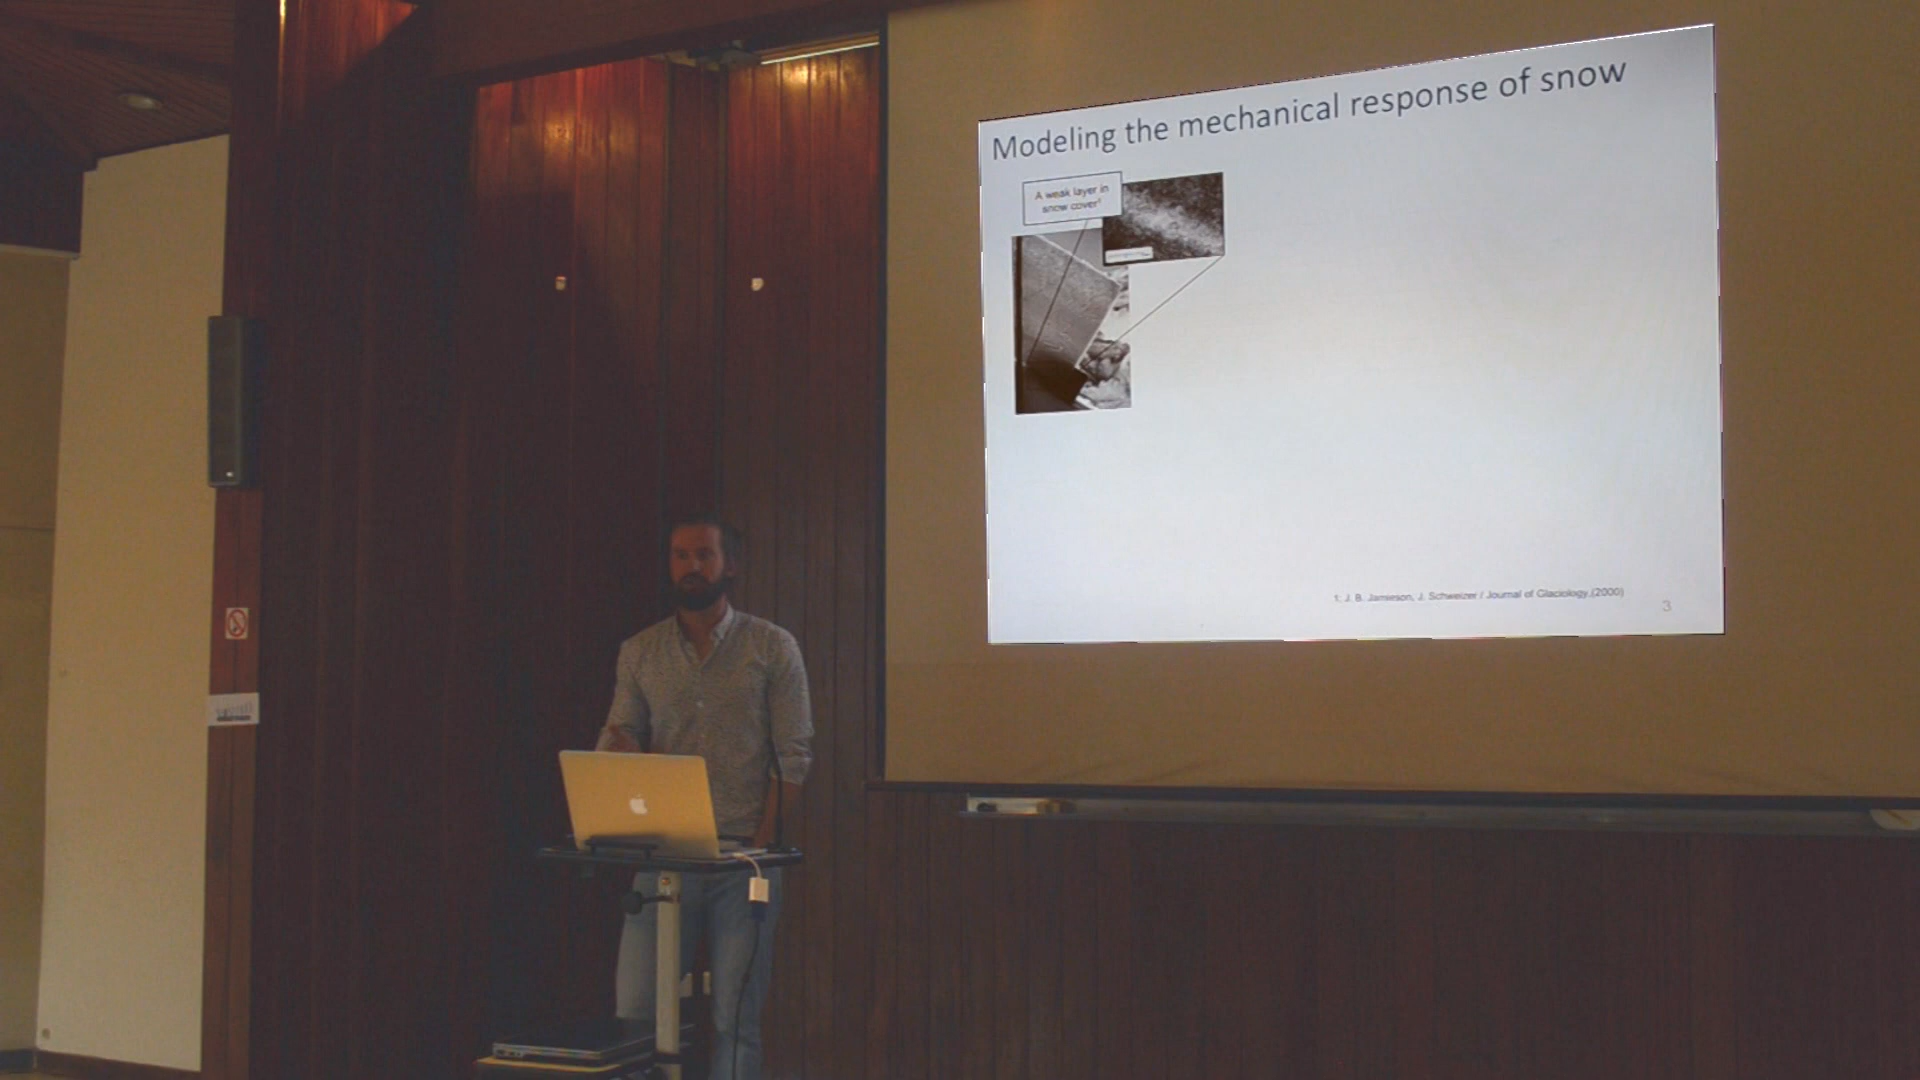 Modeling the mechanical response of snow
A weak layer in
snow cover1
1: J. B. Jamieson, J. Schweizer / Journal of Glaciology.(2000)
3